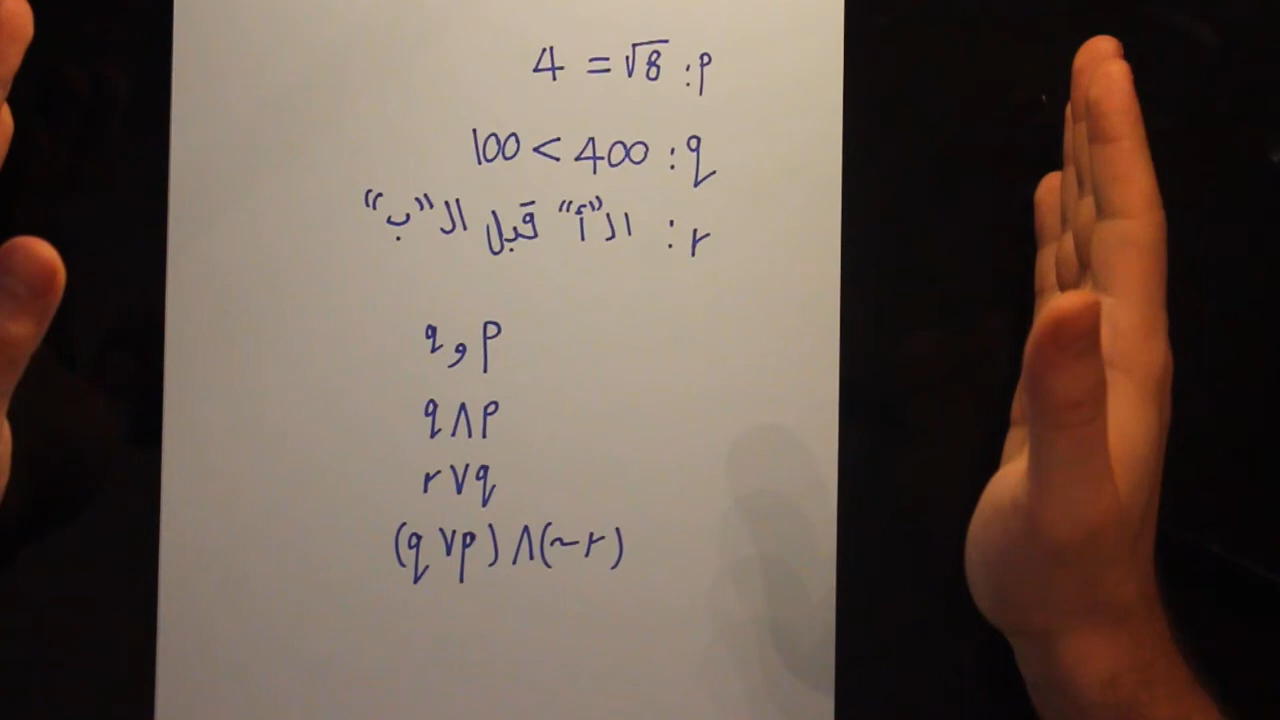 p: √8 = 4
q: 100 < 400
r: الـ"أ" قبل الـ"ب"
p و q
q ∧ p
r ∨ q
(q ∨ p) ∧ (~r)